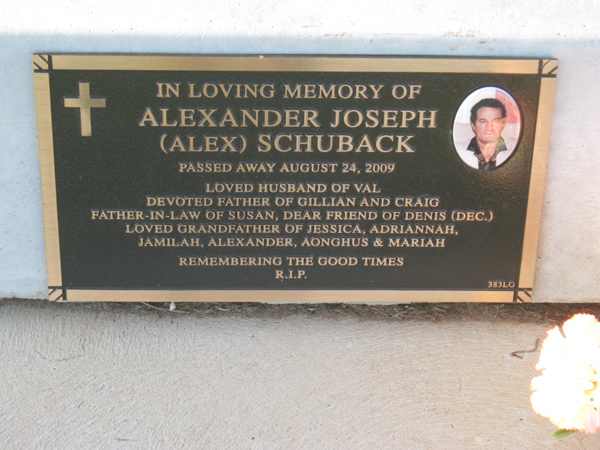 IN LOVING MEMORY OF
ALEXANDER JOSEPH
(ALEX) SCHUBACK
PASSED AWAY AUGUST 24, 2009
LOVED HUSBAND OF VAL
DEVOTED FATHER OF GILLIAN AND CRAIG
FATHER-IN-LAW OF SUSAN, DEAR FRIEND OF DENIS (DEC.)
LOVED GRANDFATHER OF JESSICA, ADRIANNAH,
JAMILAH, ALEXANDER, AONGHUS & MARIAH
REMEMBERING THE GOOD TIMES
R.I.P.
383LG